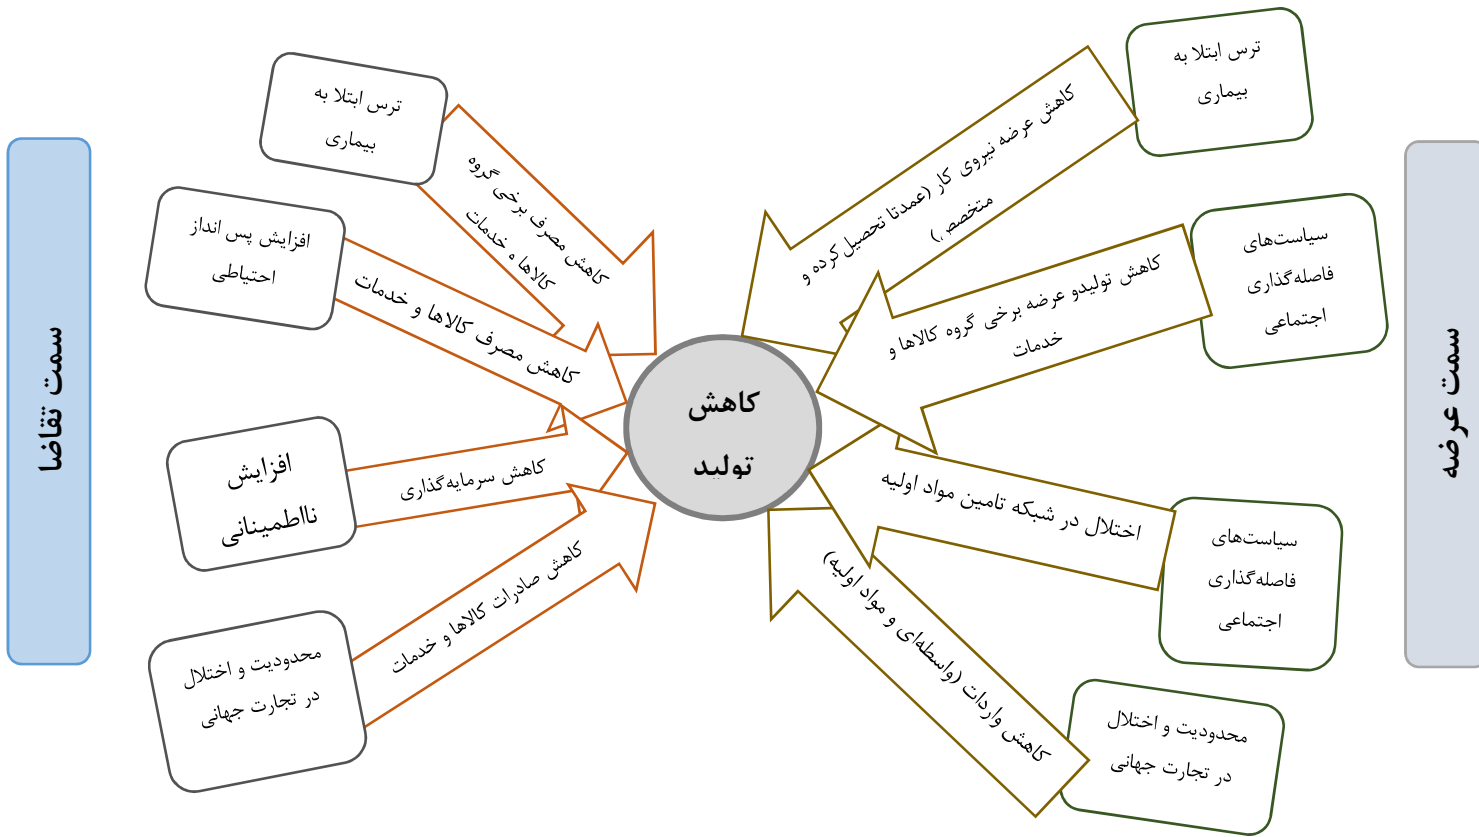 سمت عرضه
ترس ابتلا به
بیماری
کاهش عرضه نیروی کار (عمدتا تحصیل‌کرده و
متخصص)
سیاست‌های
فاصله‌گذاری
اجتماعی
کاهش تولیدو عرضه برخی گروه کالاها و
خدمات
سیاست‌های
فاصله‌گذاری
اجتماعی
اختلال در شبکه تامین مواد اولیه
محدودیت و اختلال
در تجارت جهانی
کاهش واردات (واسطه‌ای و مواد اولیه)
کاهش
تولید
ترس ابتلا به
بیماری
کاهش مصرف برخی گروه
کالاها و خدمات
افزایش پس انداز
احتیاطی
کاهش مصرف کالاها و خدمات
افزایش
نااطمینانی
کاهش سرمایه‌گذاری
محدودیت و اختلال
در تجارت جهانی
کاهش صادرات کالاها و خدمات
سمت تقاضا